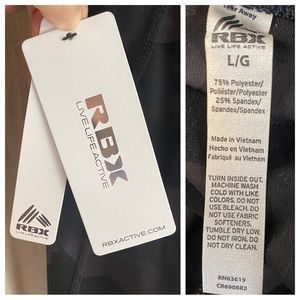 RBX
LIVE LIFE ACTIVE
RBXACTIVE.COM
RBX
LIVE LIFE ACTIVE
Tear Away
RBX
LIVE LIFE ACTIVE
L/G
75% Polyester/
Poliéster/Polyester
25% Spandex/
Spandex/Spandex
Made in Vietnam
Hecho en Vietnam
Fabriqué au Vietnam
TURN INSIDE OUT.
MACHINE WASH
COLD WITH LIKE
COLORS. DO NOT
USE BLEACH. DO
NOT USE FABRIC
SOFTENERS.
TUMBLE DRY LOW.
DO NOT IRON. DO
NOT DRY CLEAN.
RN63619
CR6908R2